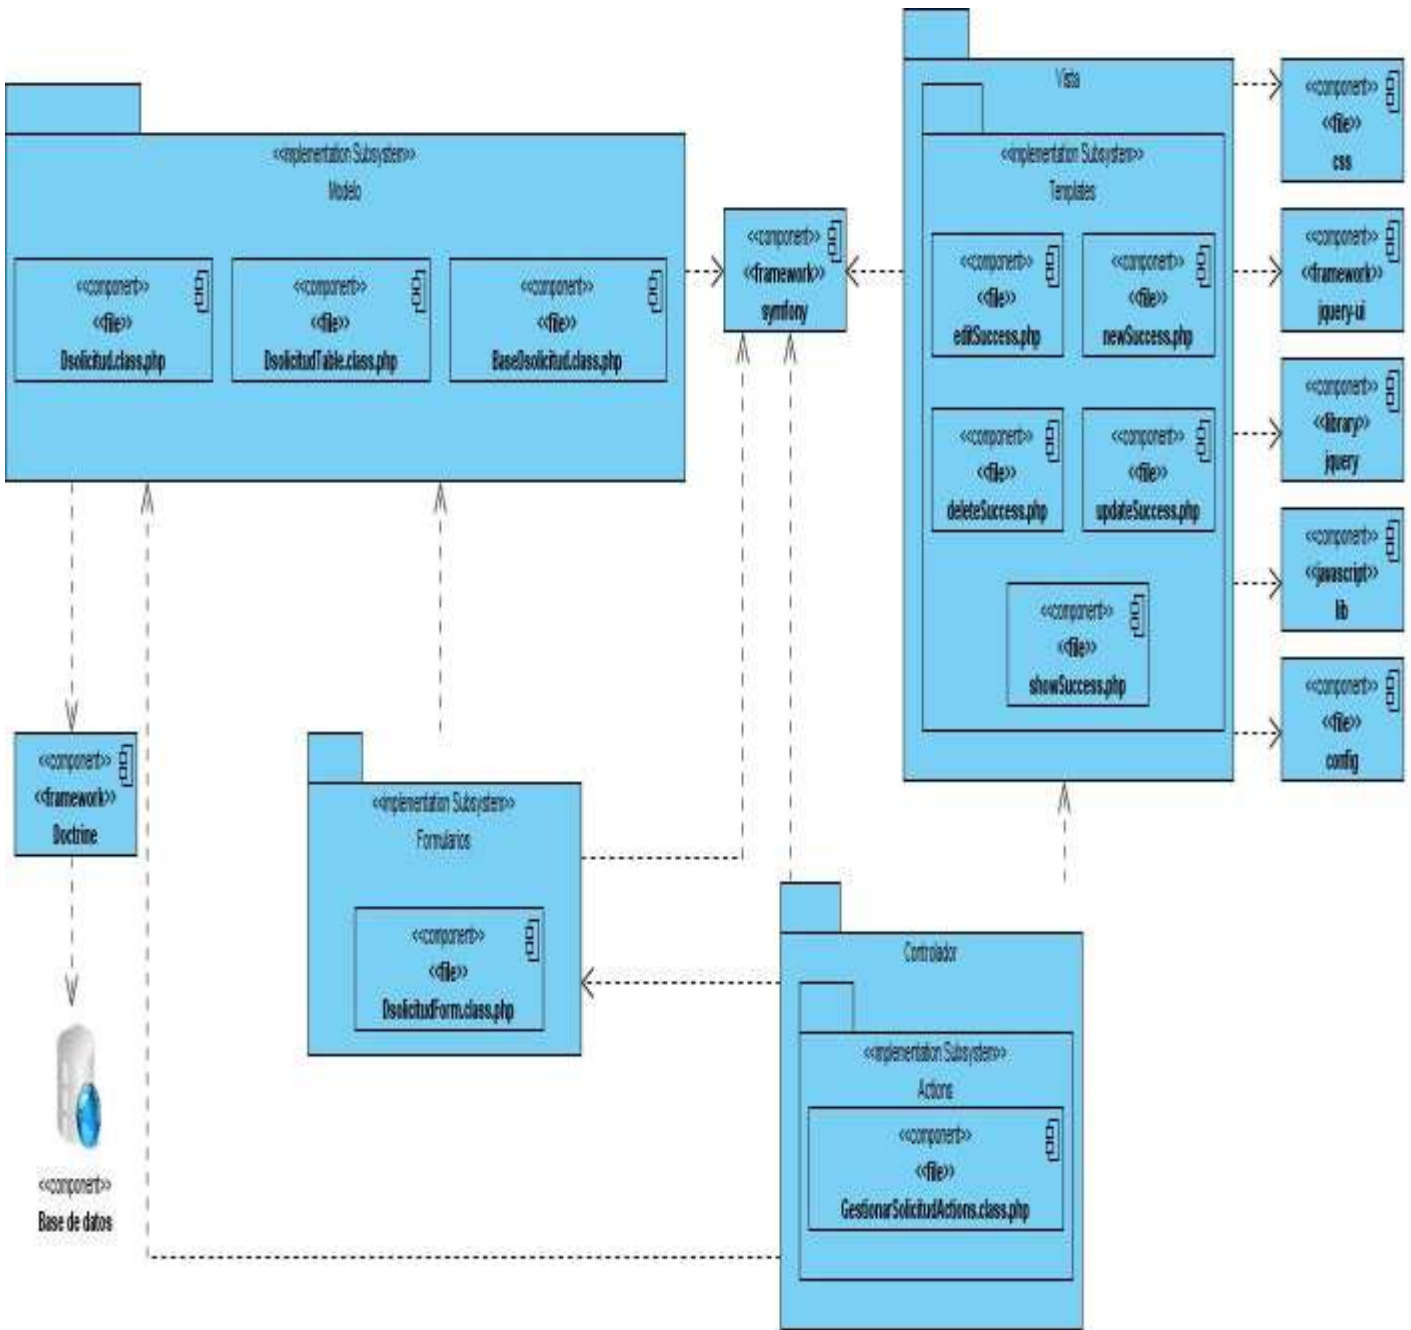 <<Implementation Subsystem>>
Modelo
<<component>>
<<file>>
Dsolicitud.class.php
<<component>>
<<file>>
DsolicitudTable.class.php
<<component>>
<<file>>
BaseDsolicitud.class.php
<<component>>
<<framework>>
symfony
Vista
<<Implementation Subsystem>>
Templates
<<component>>
<<file>>
editSuccess.php
<<component>>
<<file>>
newSuccess.php
<<component>>
<<file>>
deleteSuccess.php
<<component>>
<<file>>
updateSuccess.php
<<component>>
<<file>>
showSuccess.php
<<component>>
<<file>>
css
<<component>>
<<framework>>
jquery-ui
<<component>>
<<library>>
jquery
<<component>>
<<javascript>>
lib
<<component>>
<<file>>
config
<<component>>
<<framework>>
Doctrine
<<component>>
Base de datos
<<Implementation Subsystem>>
Formularios
<<component>>
<<file>>
DsolicitudForm.class.php
Controlador
<<Implementation Subsystem>>
Actions
<<component>>
<<file>>
GestionarSolicitudActions.class.php